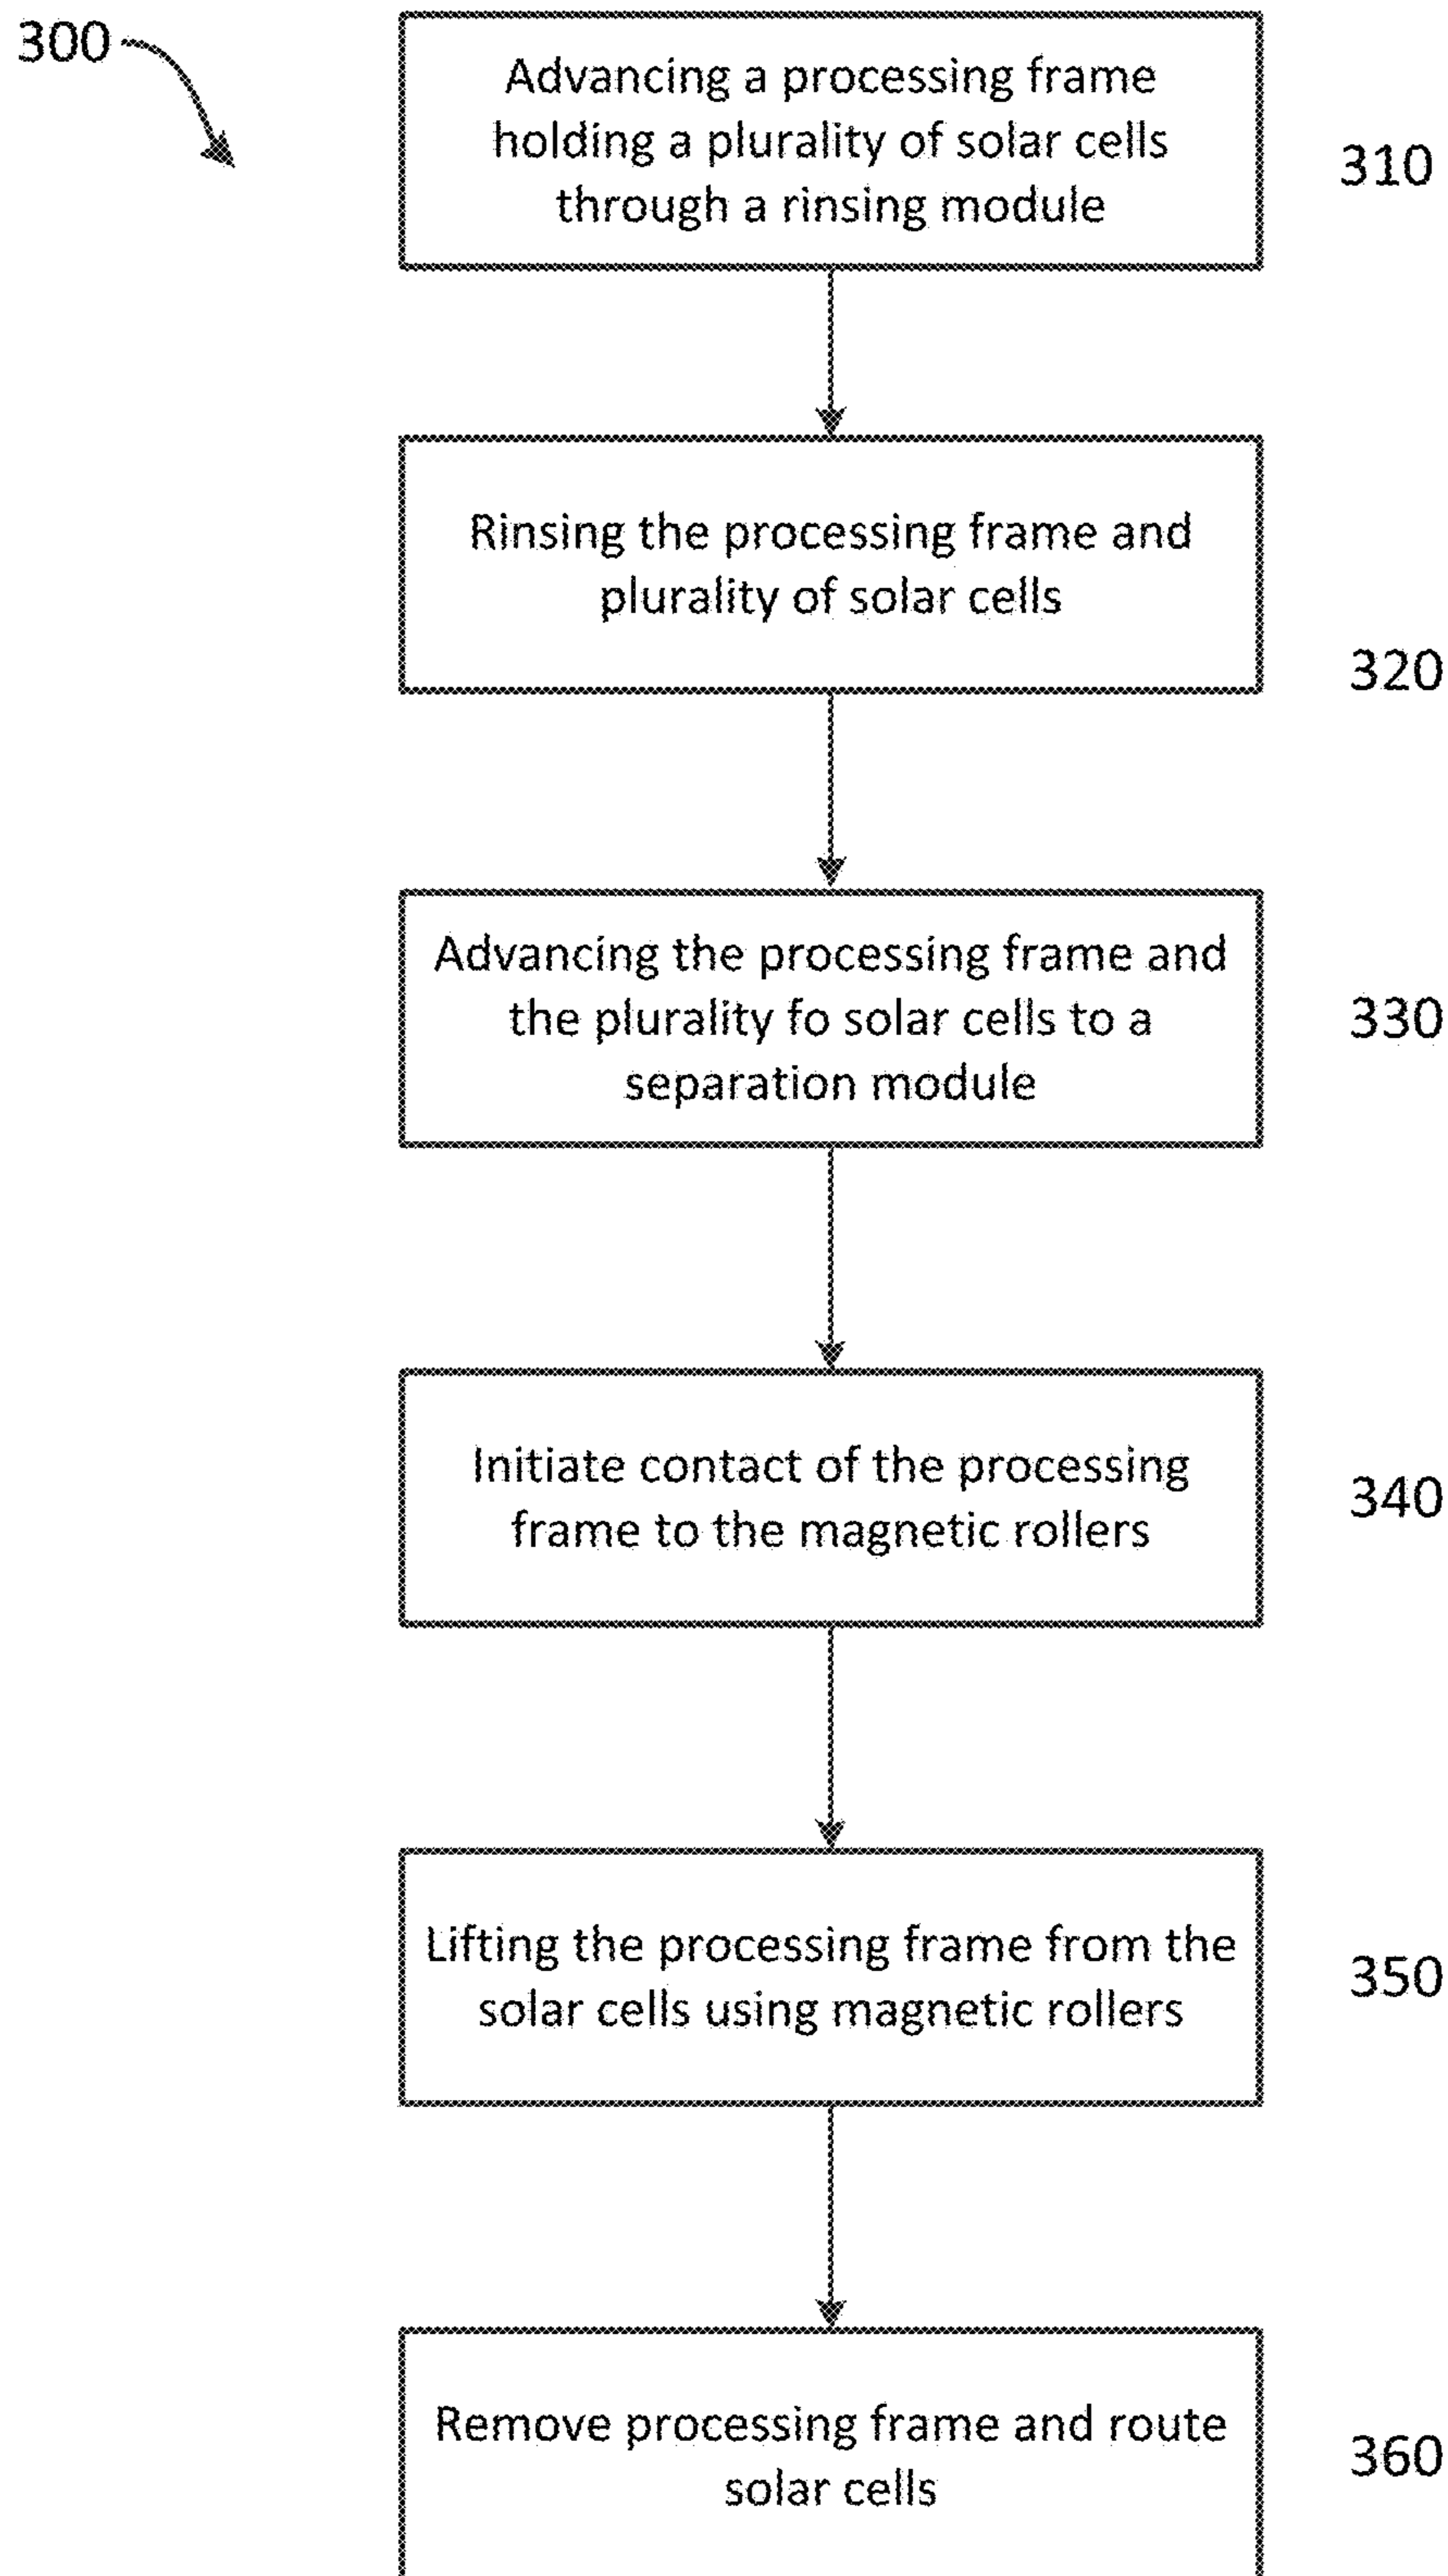 300
Advancing a processing frame
holding a plurality of solar cells
through a rinsing module
310
Rinsing the processing frame and
plurality of solar cells
320
Advancing the processing frame and
the plurality fo solar cells to a
separation module
330
Initiate contact of the processing
frame to the magnetic rollers
340
Lifting the processing frame from the
solar cells using magnetic rollers
350
Remove processing frame and route
solar cells
360